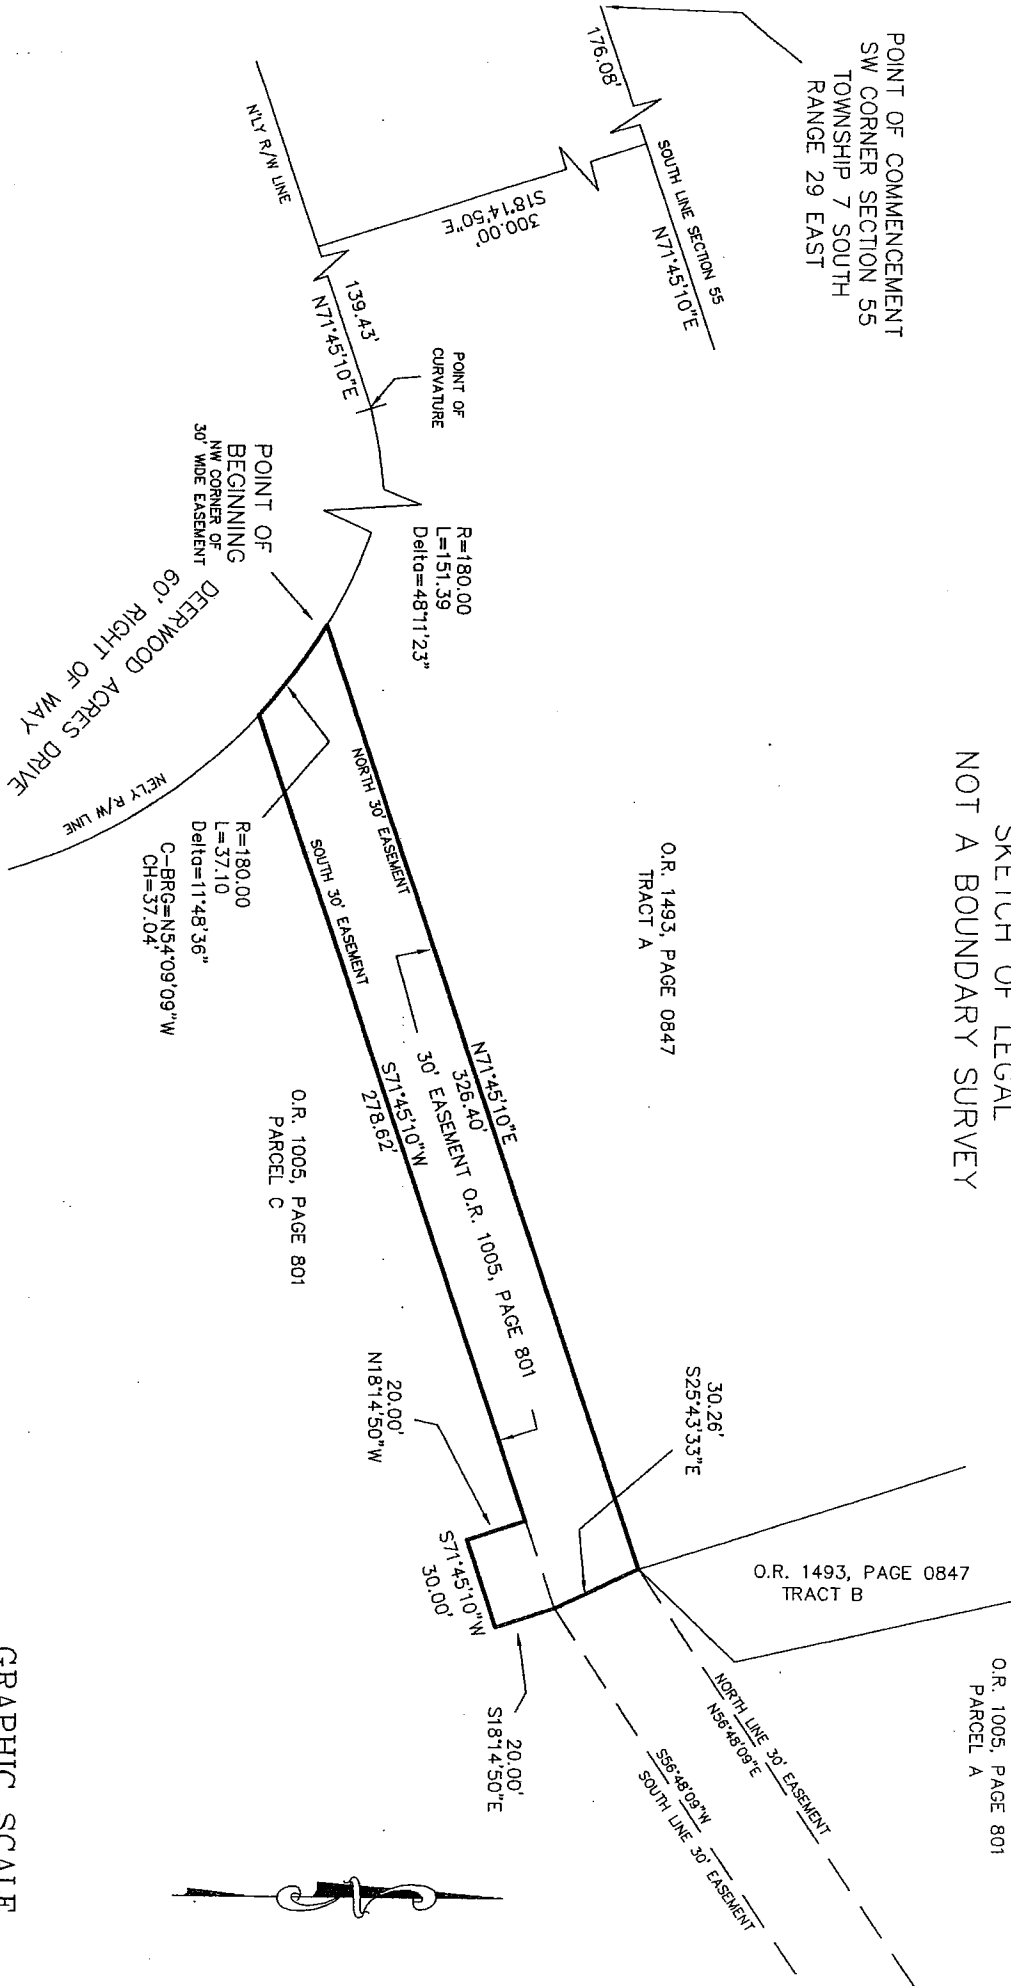 SKETCH OF LEGAL
NOT A BOUNDARY SURVEY
POINT OF COMMENCEMENT
SW CORNER SECTION 55
TOWNSHIP 7 SOUTH
RANGE 29 EAST
176.08'
SOUTH LINE SECTION 55
N71°45'10"E
300.00'
S18°14'50"E
N'LY R/W LINE
139.43'
N71°45'10"E
POINT OF
CURVATURE
R=180.00
L=151.39
Delta=48°11'23"
POINT OF
BEGINNING
NW CORNER OF
30' WIDE EASEMENT
DEERWOOD ACRES DRIVE
60' RIGHT OF WAY
NE'LY R/W LINE
R=180.00
L=37.10
Delta=11°48'36"
C-BRG=N54°09'09"W
CH=37.04'
NORTH 30' EASEMENT
SOUTH 30' EASEMENT
O.R. 1493, PAGE 0847
TRACT A
N71°45'10"E
326.40'
30' EASEMENT O.R. 1005, PAGE 801
S71°45'10"W
278.62'
O.R. 1005, PAGE 801
PARCEL C
20.00'
N18°14'50"W
30.26'
S25°43'33"E
S71°45'10"W
30.00'
20.00'
S18°14'50"E
O.R. 1493, PAGE 0847
TRACT B
O.R. 1005, PAGE 801
PARCEL A
NORTH LINE 30' EASEMENT
N56°48'09"E
S56°48'09"W
SOUTH LINE 30' EASEMENT
GRAPHIC SCALE